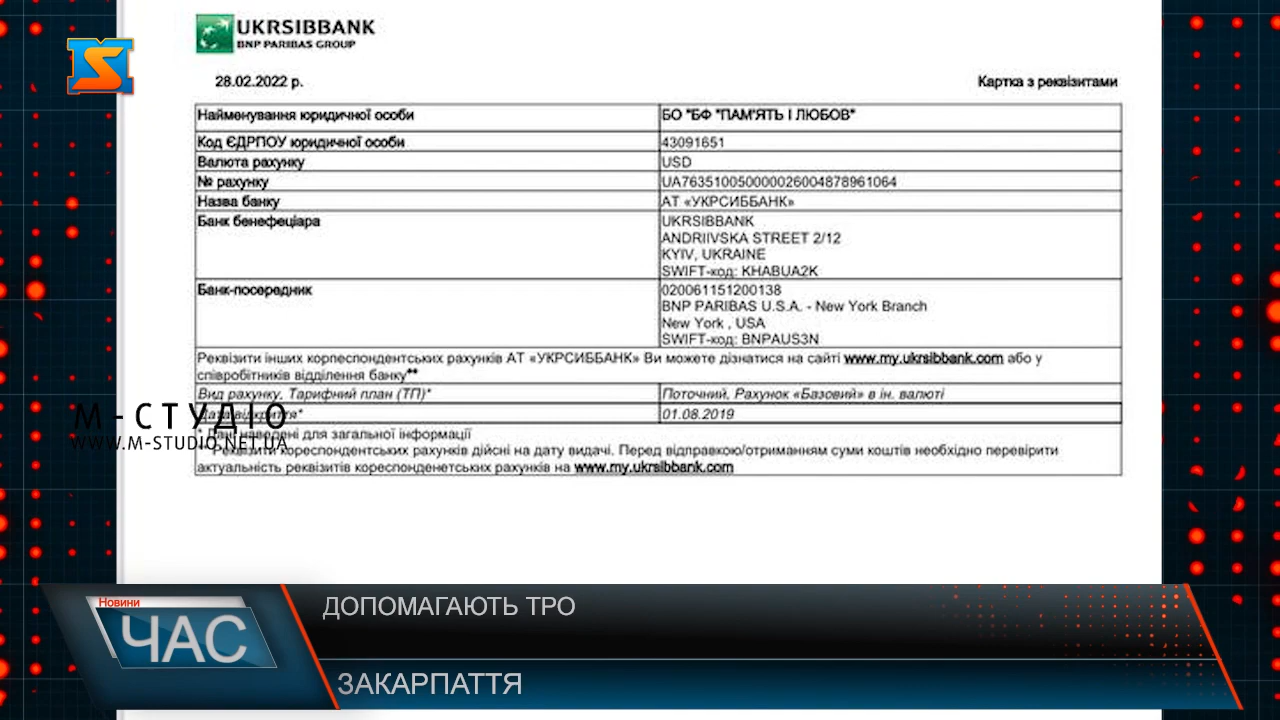 UKRSIBBANK
BNP PARIBAS GROUP
28.02.2022 р.
Картка з реквізитами
Найменування юридичної особи
БО "БФ "ПАМ'ЯТЬ І ЛЮБОВ"
Код ЄДРПОУ юридичної особи
43091651
Валюта рахунку
USD
№ рахунку
UA763510050000026004878961064
Назва банку
АТ «УКРСИББАНК»
Банк бенефеціара
UKRSIBBANK
ANDRIIVSKA STREET 2/12
KYIV, UKRAINE
SWIFT-код: KHABUA2K
Банк-посередник
020061151200138
BNP PARIBAS U.S.A. - New York Branch
New York , USA
SWIFT-код: BNPAUS3N
Реквізити інших корпеспондентських рахунків АТ «УКРСИББАНК» Ви можете дізнатися на сайті www.my.ukrsibbank.com або у
співробітників відділення банку**
Вид рахунку, Тарифний план (ТП)*
Поточний, Рахунок «Базовий» в ін. валюті
Дата відкриття*
01.08.2019
* Дані наведені для загальної інформації
Реквізити кореспондентських рахунків дійсні на дату видачі. Перед відправкою/отриманням суми коштів необхідно перевірити
актуальність реквізитів кореспонденетських рахунків на www.my.ukrsibbank.com
М-СТУДІО
WWW.M-STUDIO.NET.UA
Новини
ЧАС
ДОПОМАГАЮТЬ ТРО
ЗАКАРПАТТЯ